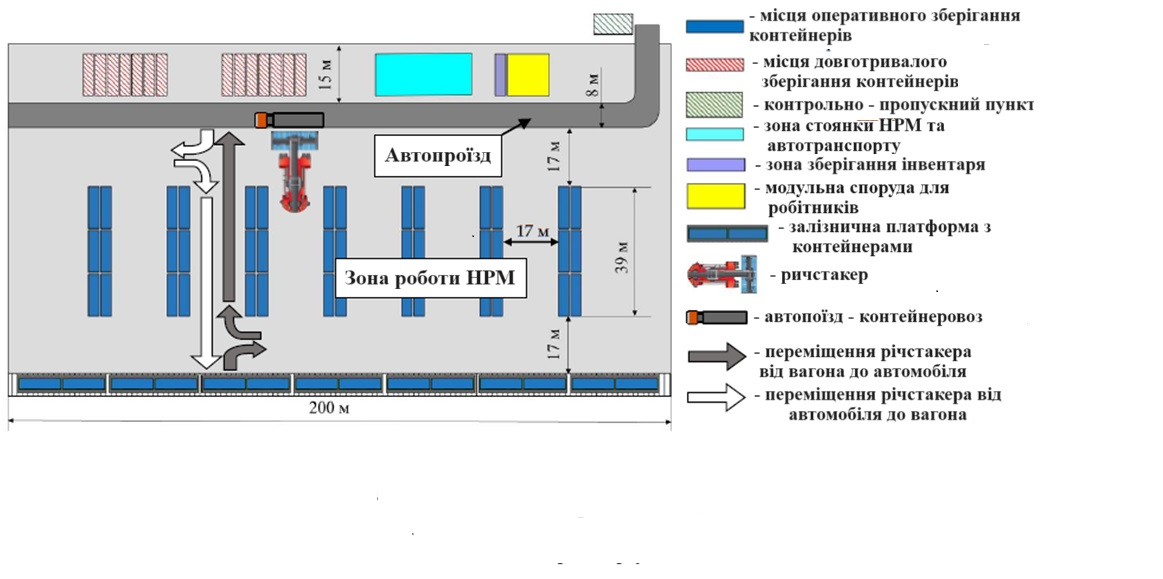 15 м
8 м
Автопроїзд
17 м
17 м
39 м
Зона роботи НРМ
17 м
200 м
- місця оперативного зберігання
контейнерів
- місця довготривалого
зберігання контейнерів
- контрольно - пропускний пункт
- зона стоянки НРМ та
автотранспорту
- зона зберігання інвентаря
- модульна споруда для
робітників
- залізнична платформа з
контейнерами
- ричстакер
- автопоїзд - контейнеровоз
- переміщення річстакера
від вагона до автомобіля
- переміщення річстакера від
автомобіля до вагона